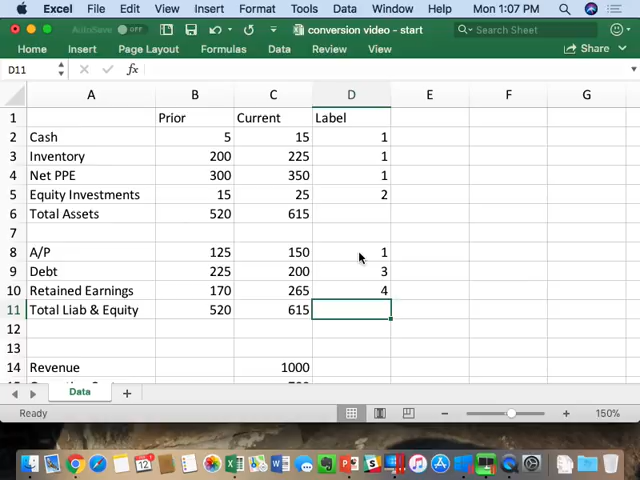 Excel File Edit View Insert Format Tools Data Window Mon 1:07 PM
AutoSave OFF conversion video - start Search Sheet
Home Insert Page Layout Formulas Data Review View Share
D11 fx
A B C D E F G
1 Prior Current Label
2 Cash 5 15 1
3 Inventory 200 225 1
4 Net PPE 300 350 1
5 Equity Investments 15 25 2
6 Total Assets 520 615
7
8 A/P 125 150 1
9 Debt 225 200 3
10 Retained Earnings 170 265 4
11 Total Liab & Equity 520 615
12
13
14 Revenue 1000
Data
Ready 150%